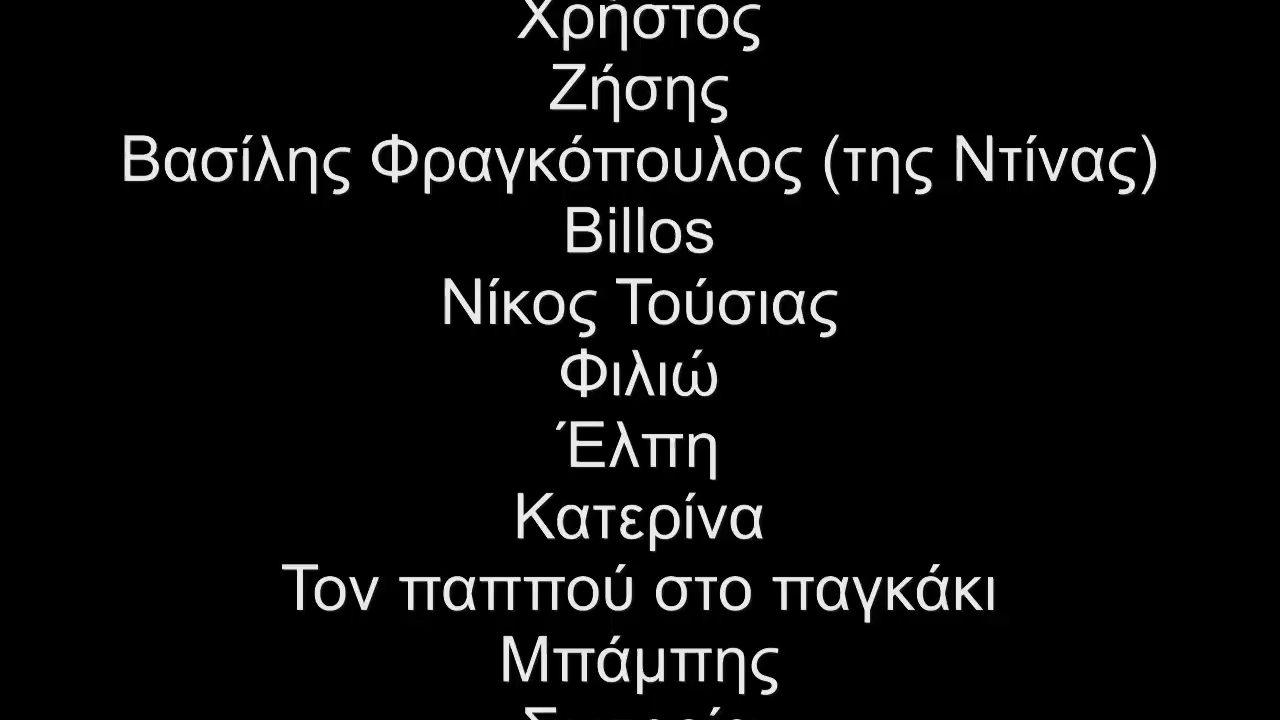 Χρήστος
Ζήσης
Βασίλης Φραγκόπουλος (της Ντίνας)
Billos
Νίκος Τούσιας
Φιλιώ
Έλπη
Κατερίνα
Τον παππού στο παγκάκι
Μπάμπης